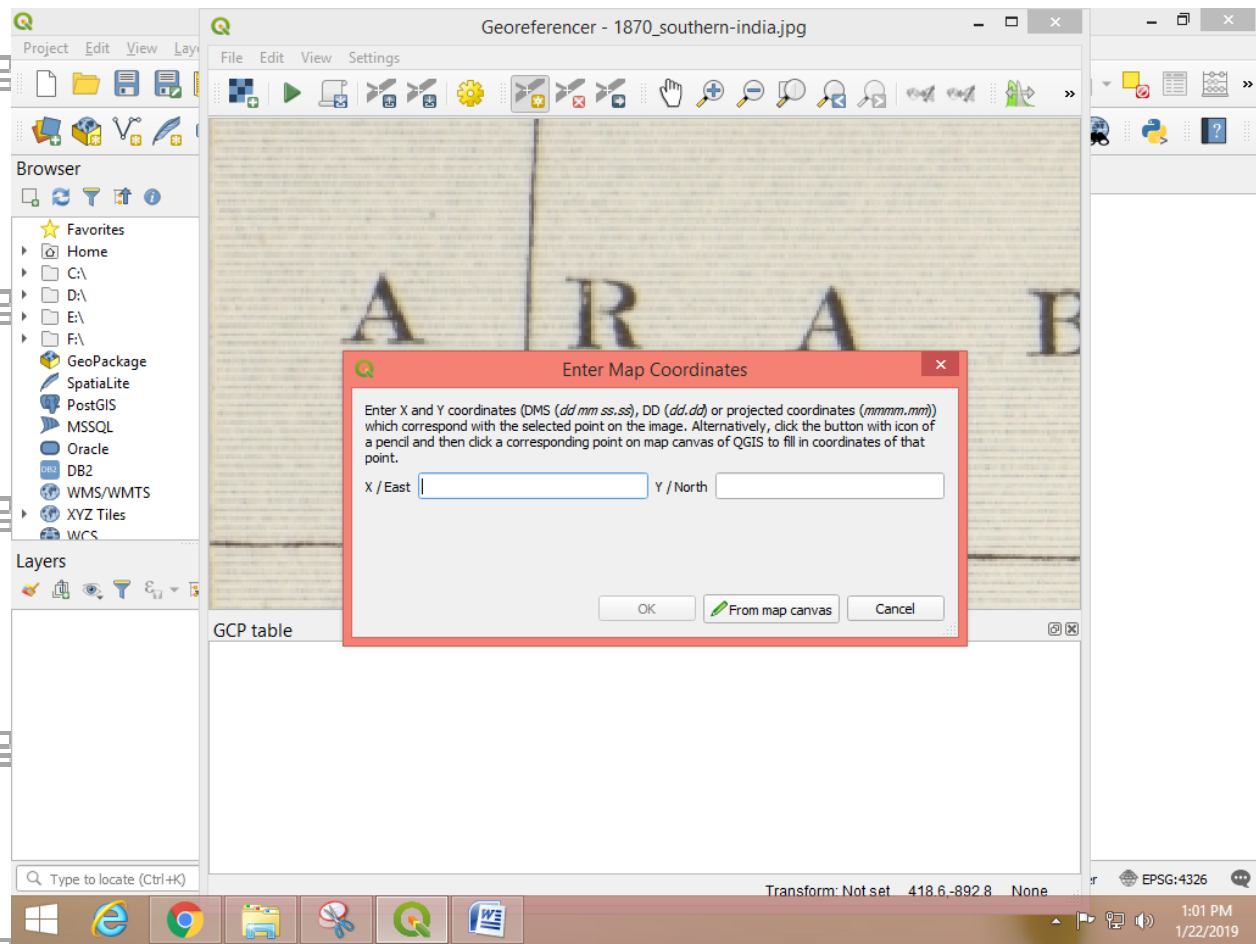 Georeferencer - 1870_southern-india.jpg
Project Edit View Lay
File Edit View Settings
Browser
Favorites
Home
C:\
D:\
E:\
F:\
GeoPackage
SpatiaLite
PostGIS
MSSQL
Oracle
DB2
WMS/WMTS
XYZ Tiles
WCS
A R A B
Enter Map Coordinates
Enter X and Y coordinates (DMS (dd mm ss.ss), DD (dd.dd) or projected coordinates (mmmm.mm))
which correspond with the selected point on the image. Alternatively, click the button with icon of
a pencil and then click a corresponding point on map canvas of QGIS to fill in coordinates of that
point.
X / East
Y / North
OK
From map canvas
Cancel
Layers
GCP table
Type to locate (Ctrl+K)
Transform: Not set 418.6,-892.8 None
EPSG:4326
1:01 PM
1/22/2019